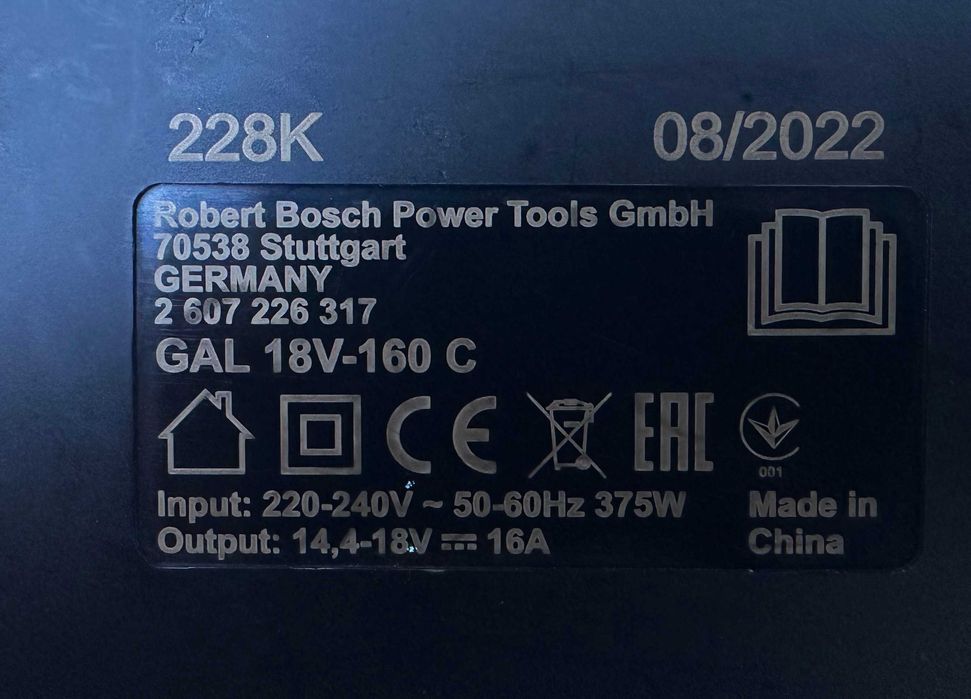 228K 08/2022
Robert Bosch Power Tools GmbH
70538 Stuttgart
GERMANY
2 607 226 317
GAL 18V-160 C
CE EAC
001
Input: 220-240V ~ 50-60Hz 375W
Output: 14,4-18V ⎓ 16A
Made in
China